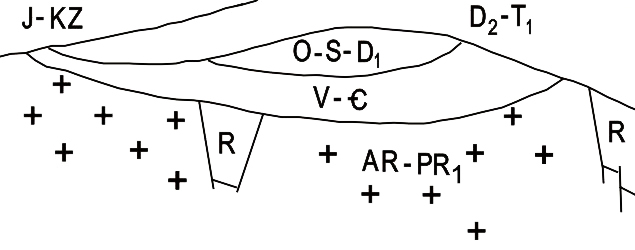 J-KZ
D₂-T₁
O-S-D₁
V-Є
R
R
AR-PR₁